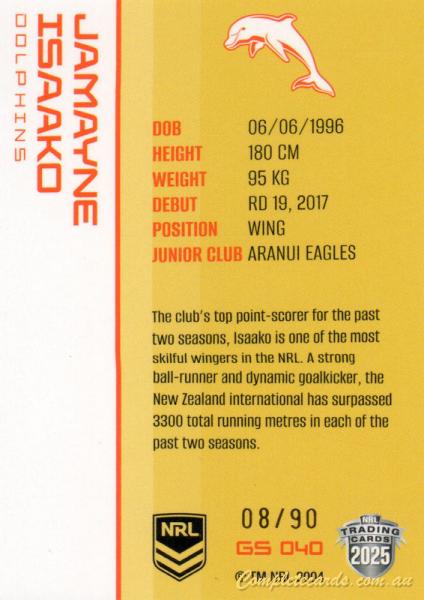 JAMAYNE
ISAAKO
DOLPHINS
DOB 06/06/1996
HEIGHT 180 CM
WEIGHT 95 KG
DEBUT RD 19, 2017
POSITION WING
JUNIOR CLUB ARANUI EAGLES
The club's top point-scorer for the past
two seasons, Isaako is one of the most
skilful wingers in the NRL. A strong
ball-runner and dynamic goalkicker, the
New Zealand international has surpassed
3300 total running metres in each of the
past two seasons.
NRL
08/90
GS 040
NRL
TRADING
CARDS
2025
© TM NRL 2004
Completecards.com.au